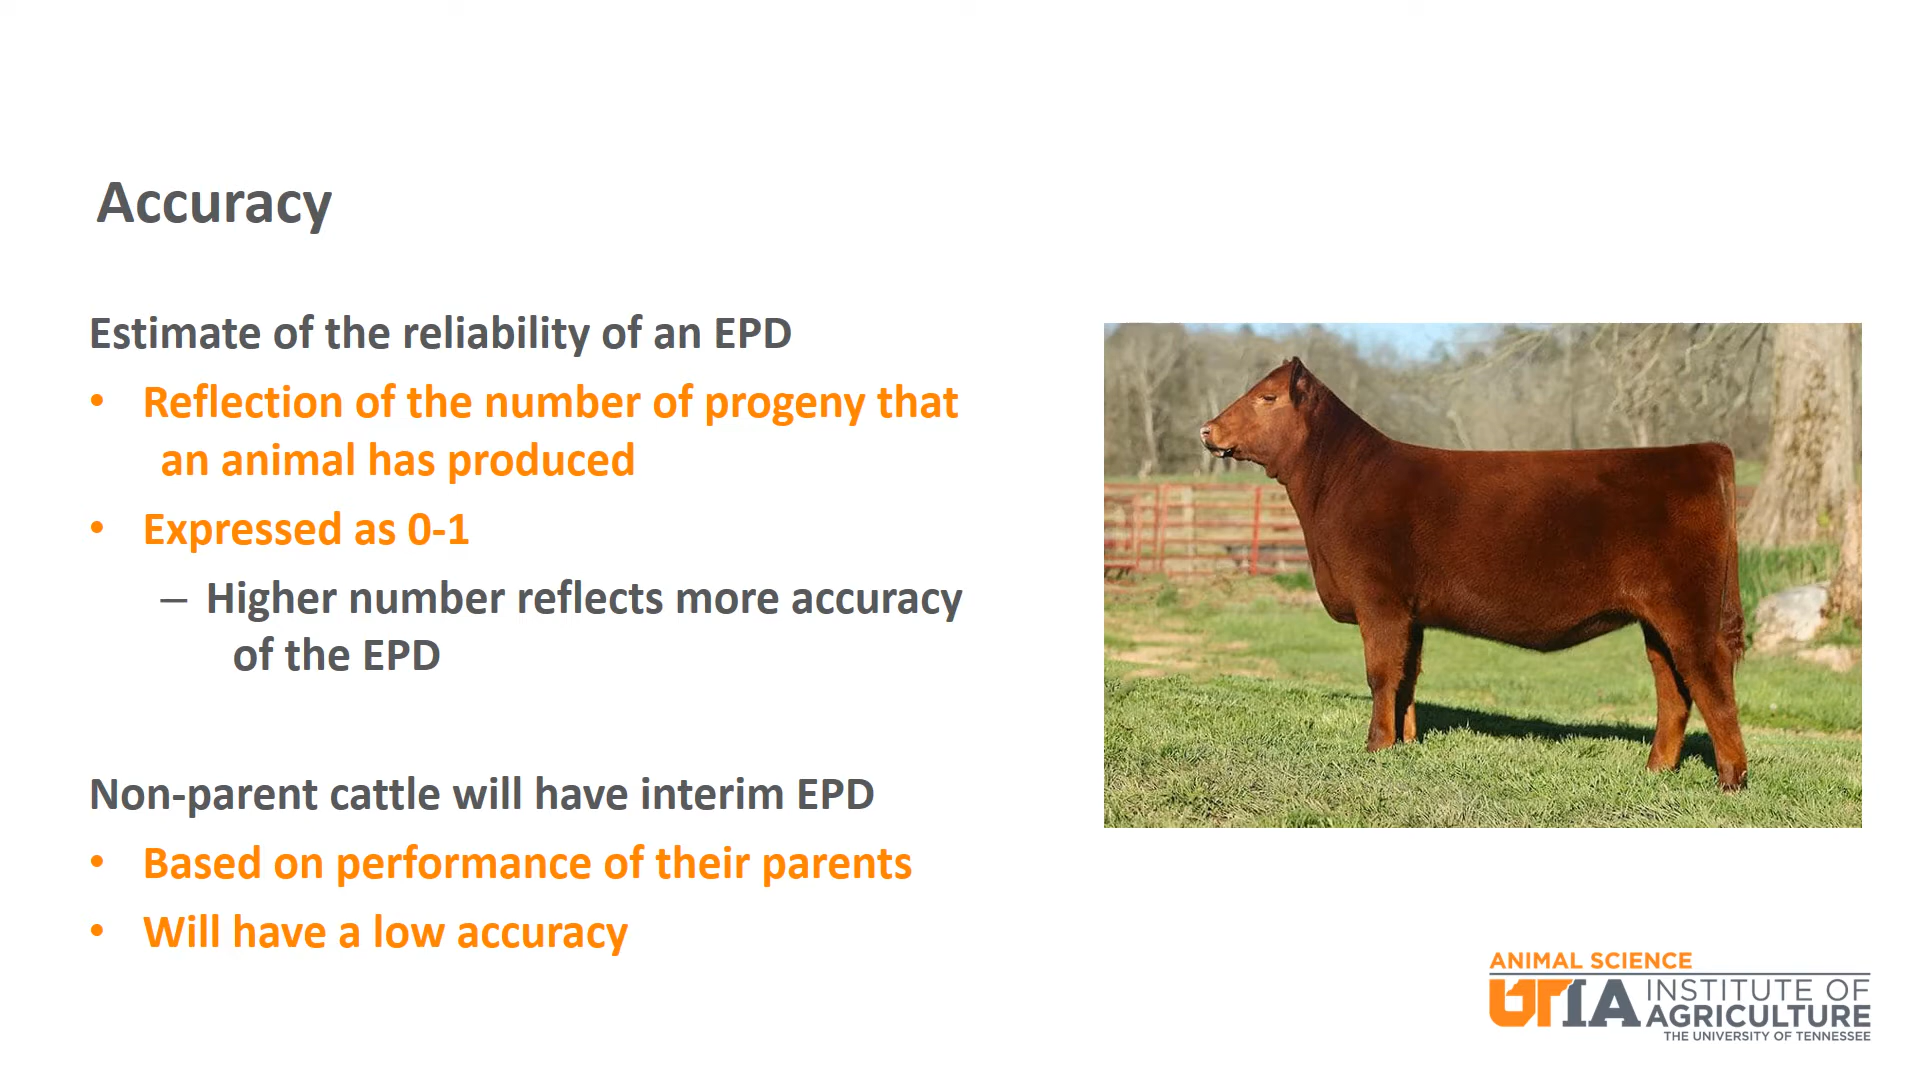 Accuracy
Estimate of the reliability of an EPD
• Reflection of the number of progeny that
an animal has produced
• Expressed as 0-1
– Higher number reflects more accuracy
of the EPD
Non-parent cattle will have interim EPD
• Based on performance of their parents
• Will have a low accuracy
ANIMAL SCIENCE
UTIA INSTITUTE OF
AGRICULTURE
THE UNIVERSITY OF TENNESSEE